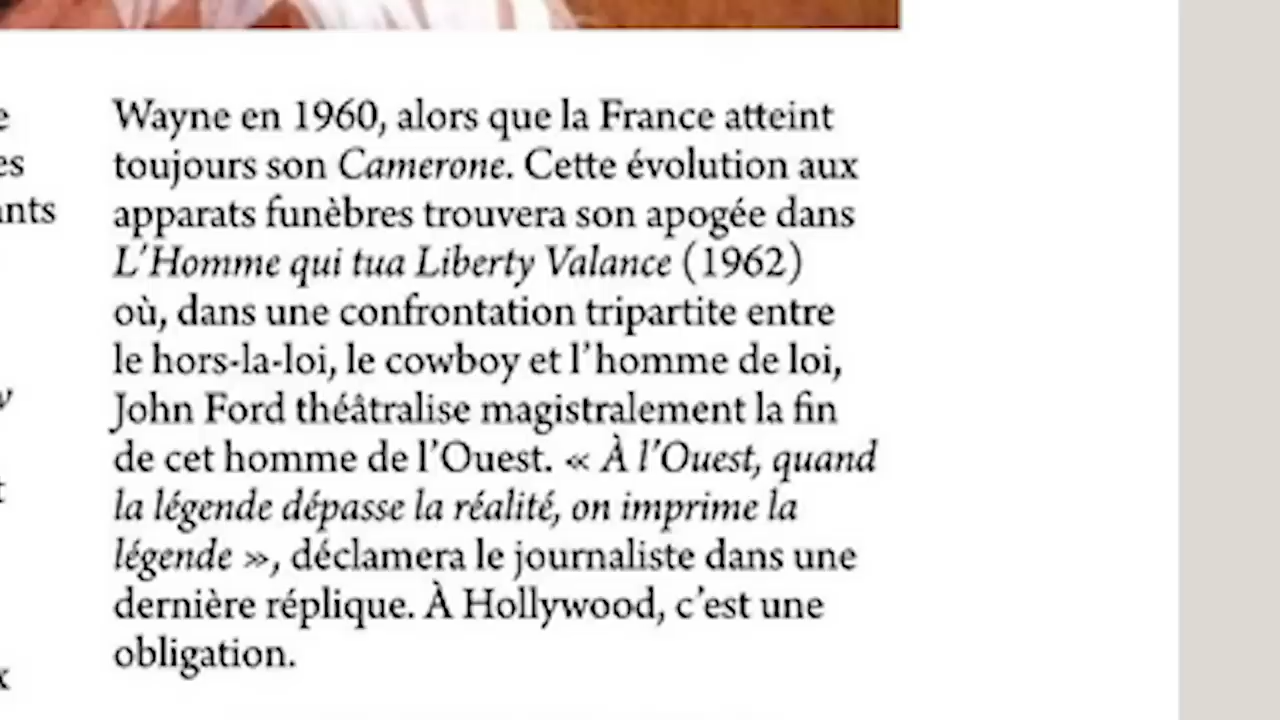 e
es
ants
v
t
x
Wayne en 1960, alors que la France atteint
toujours son Camerone. Cette évolution aux
apparats funèbres trouvera son apogée dans
L’Homme qui tua Liberty Valance (1962)
où, dans une confrontation tripartite entre
le hors-la-loi, le cowboy et l’homme de loi,
John Ford théâtralise magistralement la fin
de cet homme de l’Ouest. « À l’Ouest, quand
la légende dépasse la réalité, on imprime la
légende », déclamera le journaliste dans une
dernière réplique. À Hollywood, c’est une
obligation.